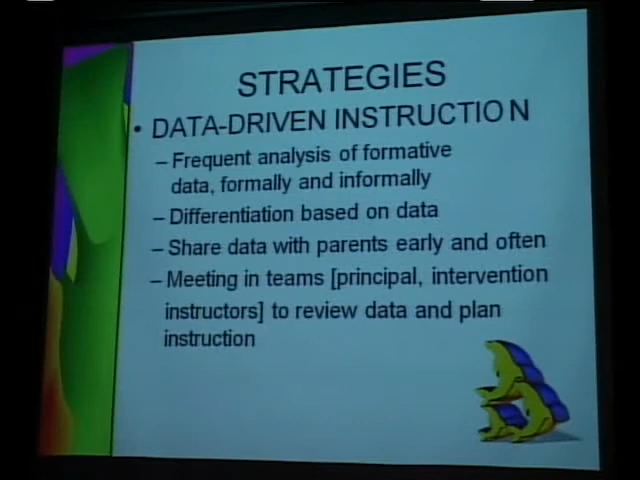 STRATEGIES
• DATA-DRIVEN INSTRUCTION
– Frequent analysis of formative
data, formally and informally
– Differentiation based on data
– Share data with parents early and often
– Meeting in teams [principal, intervention
instructors] to review data and plan
instruction